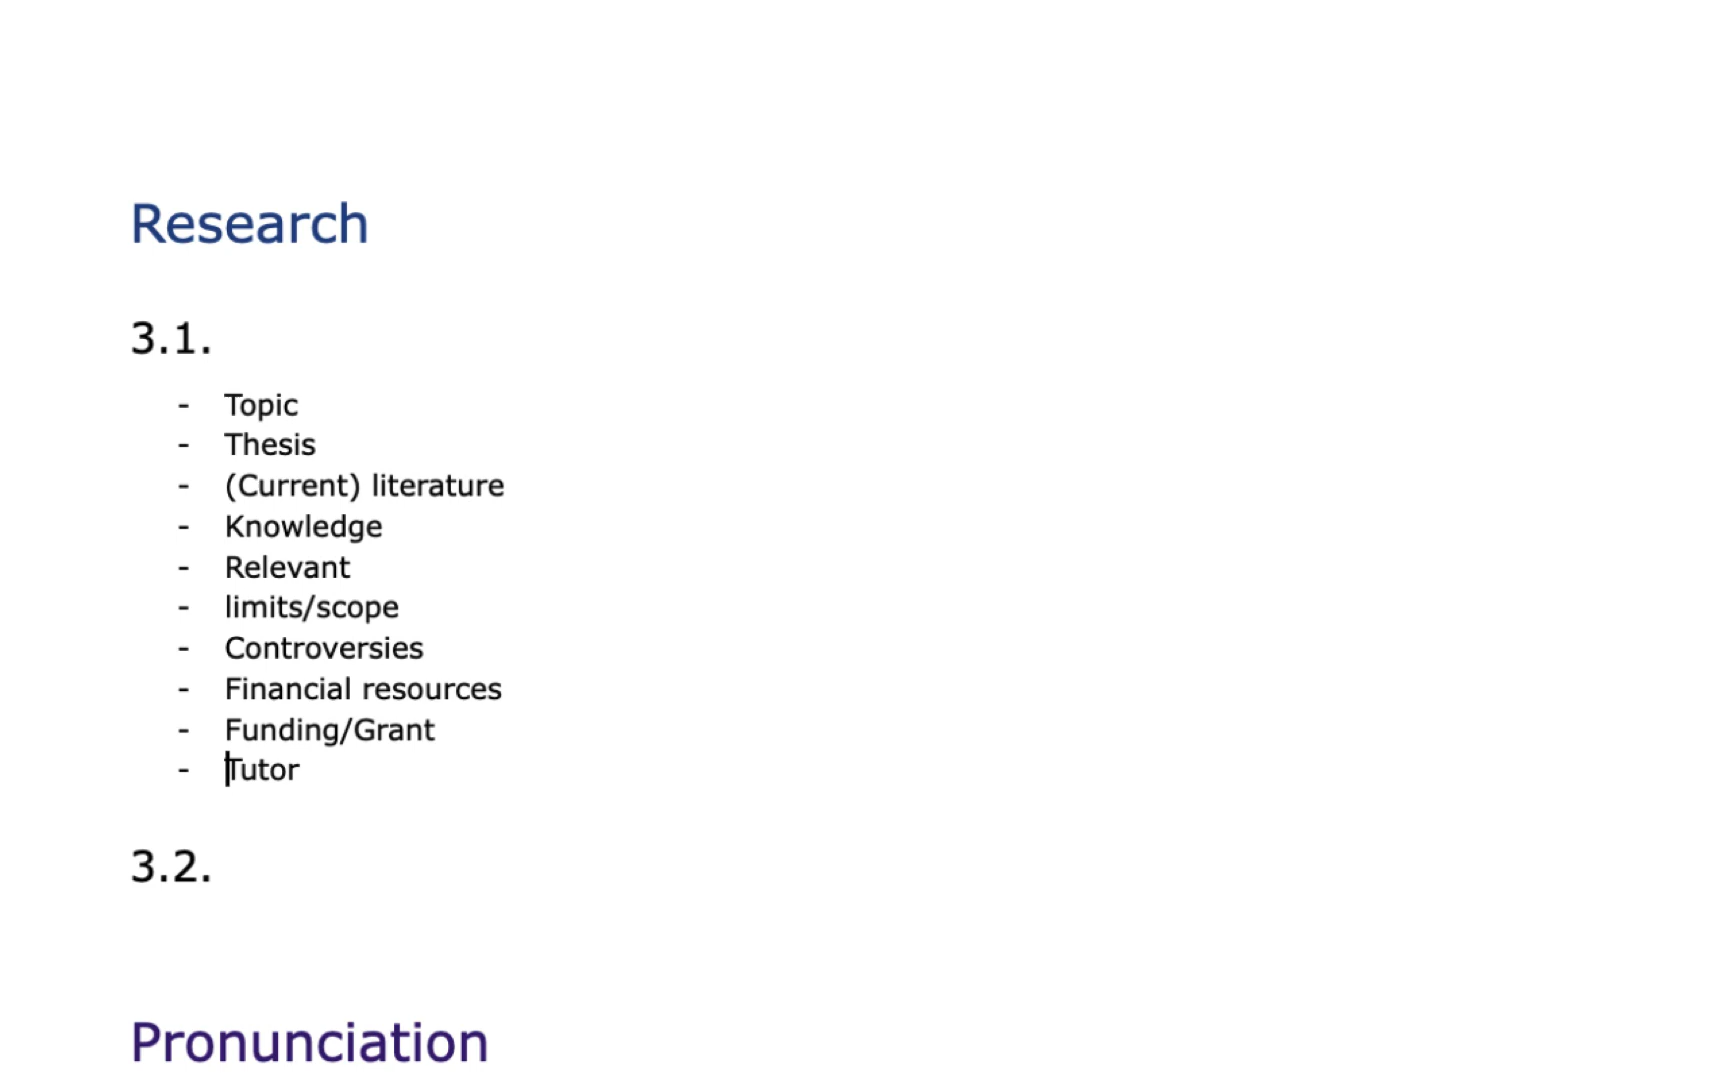 Research
3.1.
- Topic
- Thesis
- (Current) literature
- Knowledge
- Relevant
- limits/scope
- Controversies
- Financial resources
- Funding/Grant
- Tutor
3.2.
Pronunciation